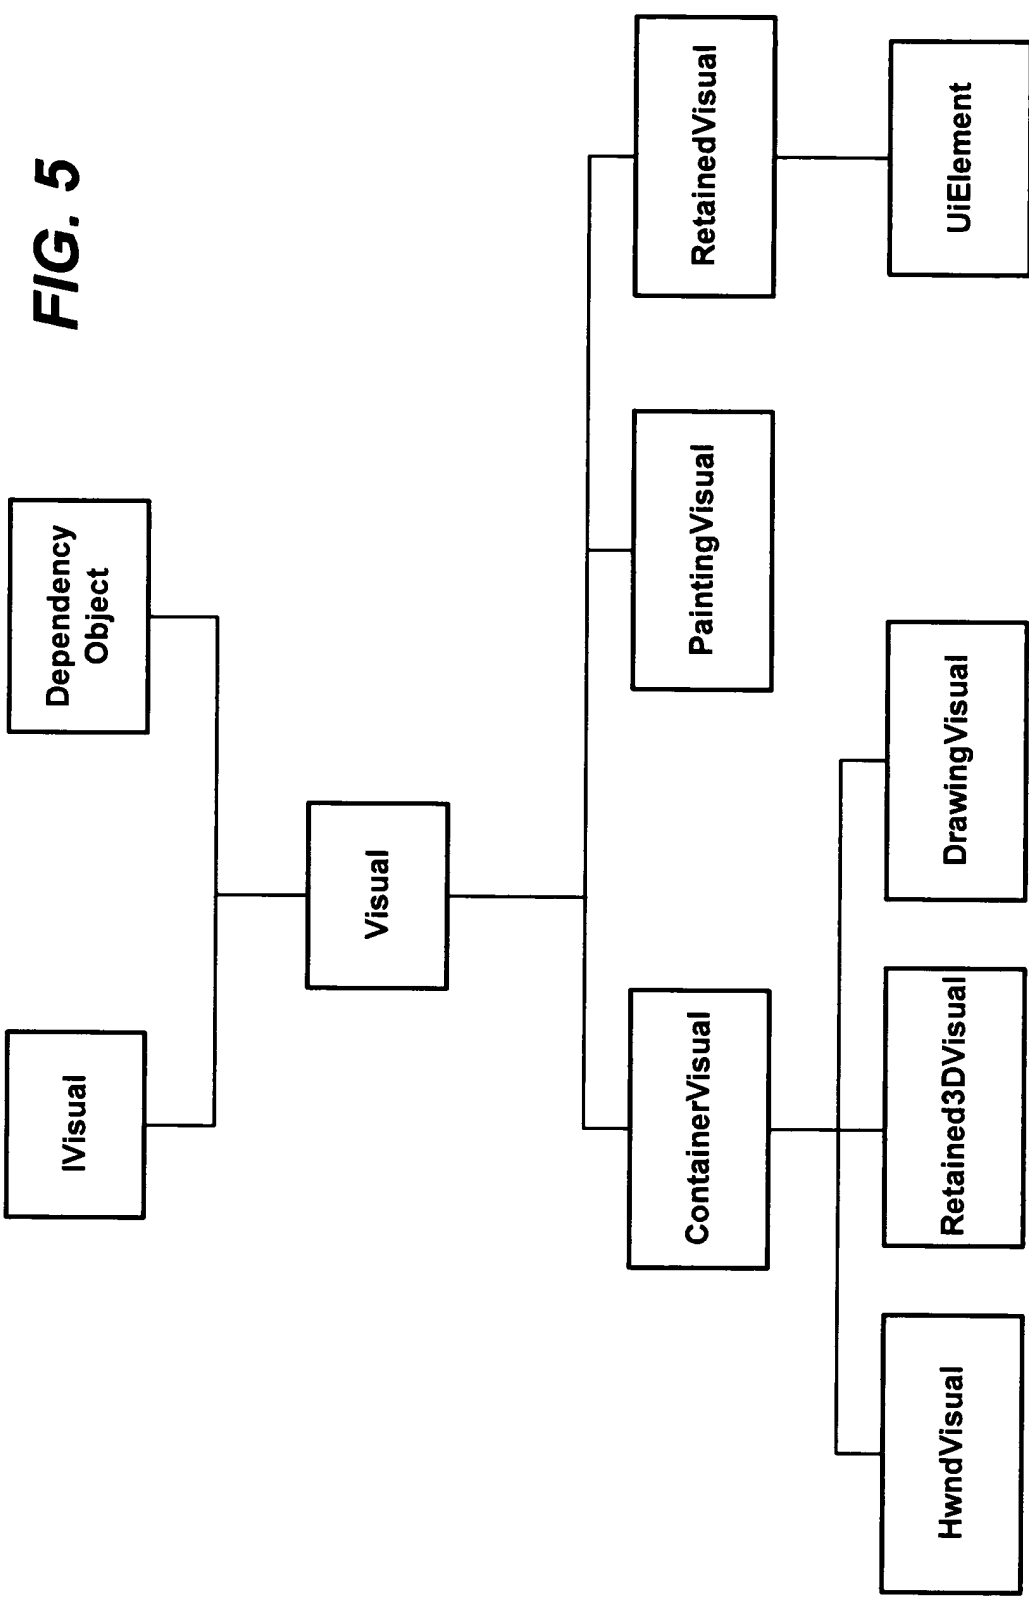 FIG. 5
IVisual
Dependency
Object
Visual
ContainerVisual
PaintingVisual
RetainedVisual
HwndVisual
Retained3DVisual
DrawingVisual
UiElement